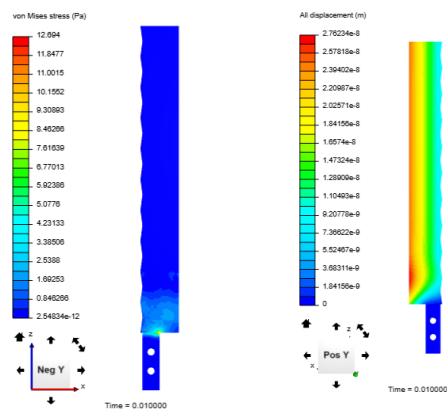 von Mises stress (Pa)
12.694
11.8477
11.0015
10.1552
9.30893
8.46266
7.61639
6.77013
5.92386
5.0776
4.23133
3.38506
2.5388
1.69253
0.846266
2.54834e-12
z
Neg Y
x
Time = 0.010000
All displacement (m)
2.76234e-8
2.57818e-8
2.39402e-8
2.20987e-8
2.02571e-8
1.84156e-8
1.6574e-8
1.47324e-8
1.28909e-8
1.10493e-8
9.20778e-9
7.36622e-9
5.52467e-9
3.68311e-9
1.84156e-9
0
z
x
Pos Y
Time = 0.010000